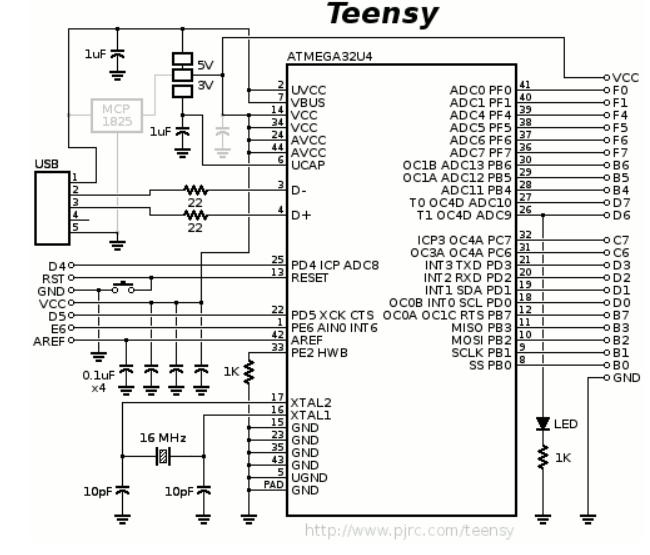 Teensy
ATMEGA32U4
1uF
5V
3V
MCP
1825
1uF
USB
1
2
3
4
5
22
22
2 UVCC
7 VBUS
14 VCC
34 VCC
24 AVCC
44 AVCC
6 UCAP
3 D-
4 D+
D4 25 PD4 ICP ADC8
RST 13 RESET
GND
VCC
D5 22 PD5 XCK CTS
E6 1 PE6 AIN0 INT6
AREF 42 AREF
33 PE2 HWB
0.1uF
x4
1K
17 XTAL2
16 XTAL1
15 GND
23 GND
35 GND
43 GND
5 UGND
PAD GND
16 MHz
10pF
10pF
VCC
ADC0 PF0 41 F0
ADC1 PF1 40 F1
ADC4 PF4 39 F4
ADC5 PF5 38 F5
ADC6 PF6 37 F6
ADC7 PF7 36 F7
OC1B ADC13 PB6 30 B6
OC1A ADC12 PB5 29 B5
ADC11 PB4 28 B4
T0 OC4D ADC10 27 D7
T1 OC4D ADC9 26 D6
ICP3 OC4A PC7 32 C7
OC3A OC4A PC6 31 C6
INT3 TXD PD3 21 D3
INT2 RXD PD2 20 D2
INT1 SDA PD1 19 D1
OC0B INT0 SCL PD0 18 D0
OC0A OC1C RTS PB7 12 B7
MISO PB3 11 B3
MOSI PB2 10 B2
SCLK PB1 9 B1
SS PB0 8 B0
GND
LED
1K
http://www.pjrc.com/teensy